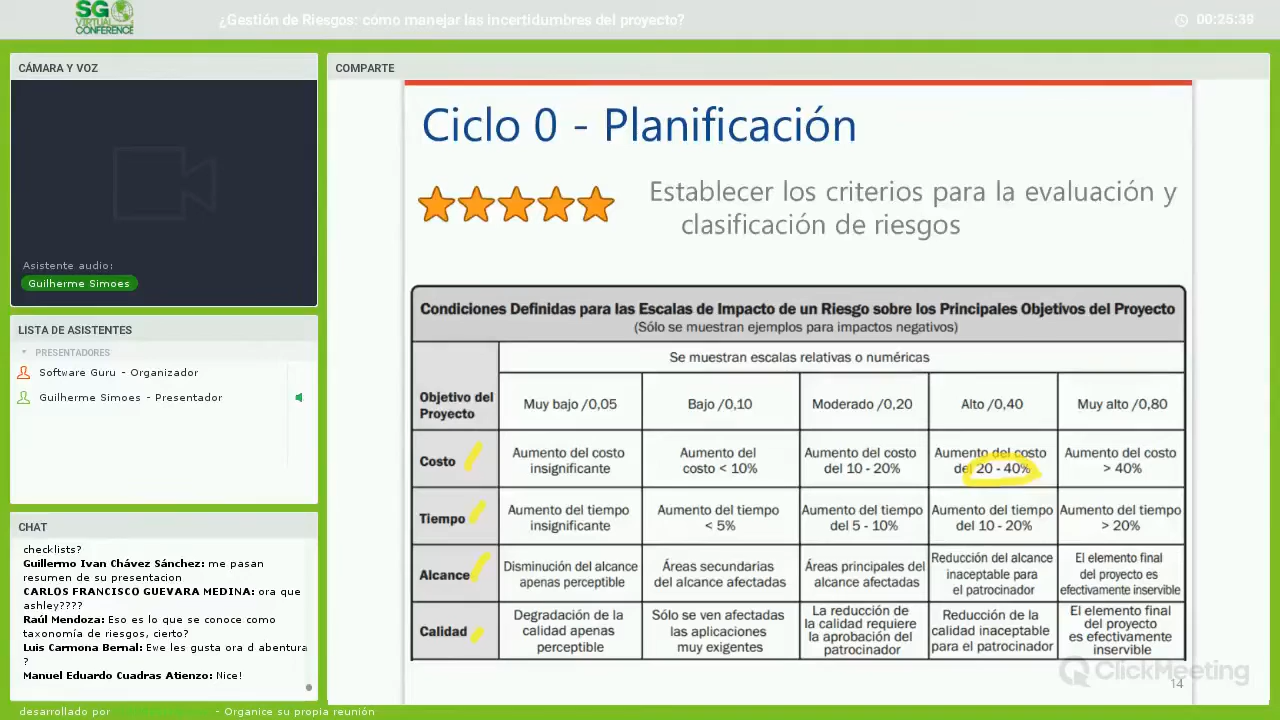 SG
VIRTUAL
CONFERENCE
¿Gestión de Riesgos: cómo manejar las incertidumbres del proyecto?
00:25:39
CÁMARA Y VOZ
Asistente audio:
Guilherme Simoes
LISTA DE ASISTENTES
PRESENTADORES
Software Guru - Organizador
Guilherme Simoes - Presentador
CHAT
checklists?
Guillermo Ivan Chávez Sánchez: me pasan
resumen de su presentacion
CARLOS FRANCISCO GUEVARA MEDINA: ora que
ashley????
Raúl Mendoza: Eso es lo que se conoce como
taxonomía de riesgos, cierto?
Luis Carmona Bernal: Ewe les gusta ora d abentura
?
Manuel Eduardo Cuadras Atienzo: Nice!
desarrollado por
- Organice su propia reunión
COMPARTE
Ciclo 0 - Planificación
Establecer los criterios para la evaluación y
clasificación de riesgos
Condiciones Definidas para las Escalas de Impacto de un Riesgo sobre los Principales Objetivos del Proyecto
(Sólo se muestran ejemplos para impactos negativos)
Se muestran escalas relativas o numéricas
Objetivo del
Proyecto
Muy bajo /0,05
Bajo /0,10
Moderado /0,20
Alto /0,40
Muy alto /0,80
Costo
Aumento del costo
insignificante
Aumento del
costo < 10%
Aumento del costo
del 10 - 20%
Aumento del costo
del 20 - 40%
Aumento del costo
> 40%
Tiempo
Aumento del tiempo
insignificante
Aumento del tiempo
< 5%
Aumento del tiempo
del 5 - 10%
Aumento del tiempo
del 10 - 20%
Aumento del tiempo
> 20%
Alcance
Disminución del alcance
apenas perceptible
Áreas secundarias
del alcance afectadas
Áreas principales del
alcance afectadas
Reducción del alcance
inaceptable para
el patrocinador
El elemento final
del proyecto es
efectivamente inservible
Calidad
Degradación de la
calidad apenas
perceptible
Sólo se ven afectadas
las aplicaciones
muy exigentes
La reducción de
la calidad requiere
la aprobación del
patrocinador
Reducción de la
calidad inaceptable
para el patrocinador
El elemento final
del proyecto
es efectivamente
inservible
ClickMeeting
14